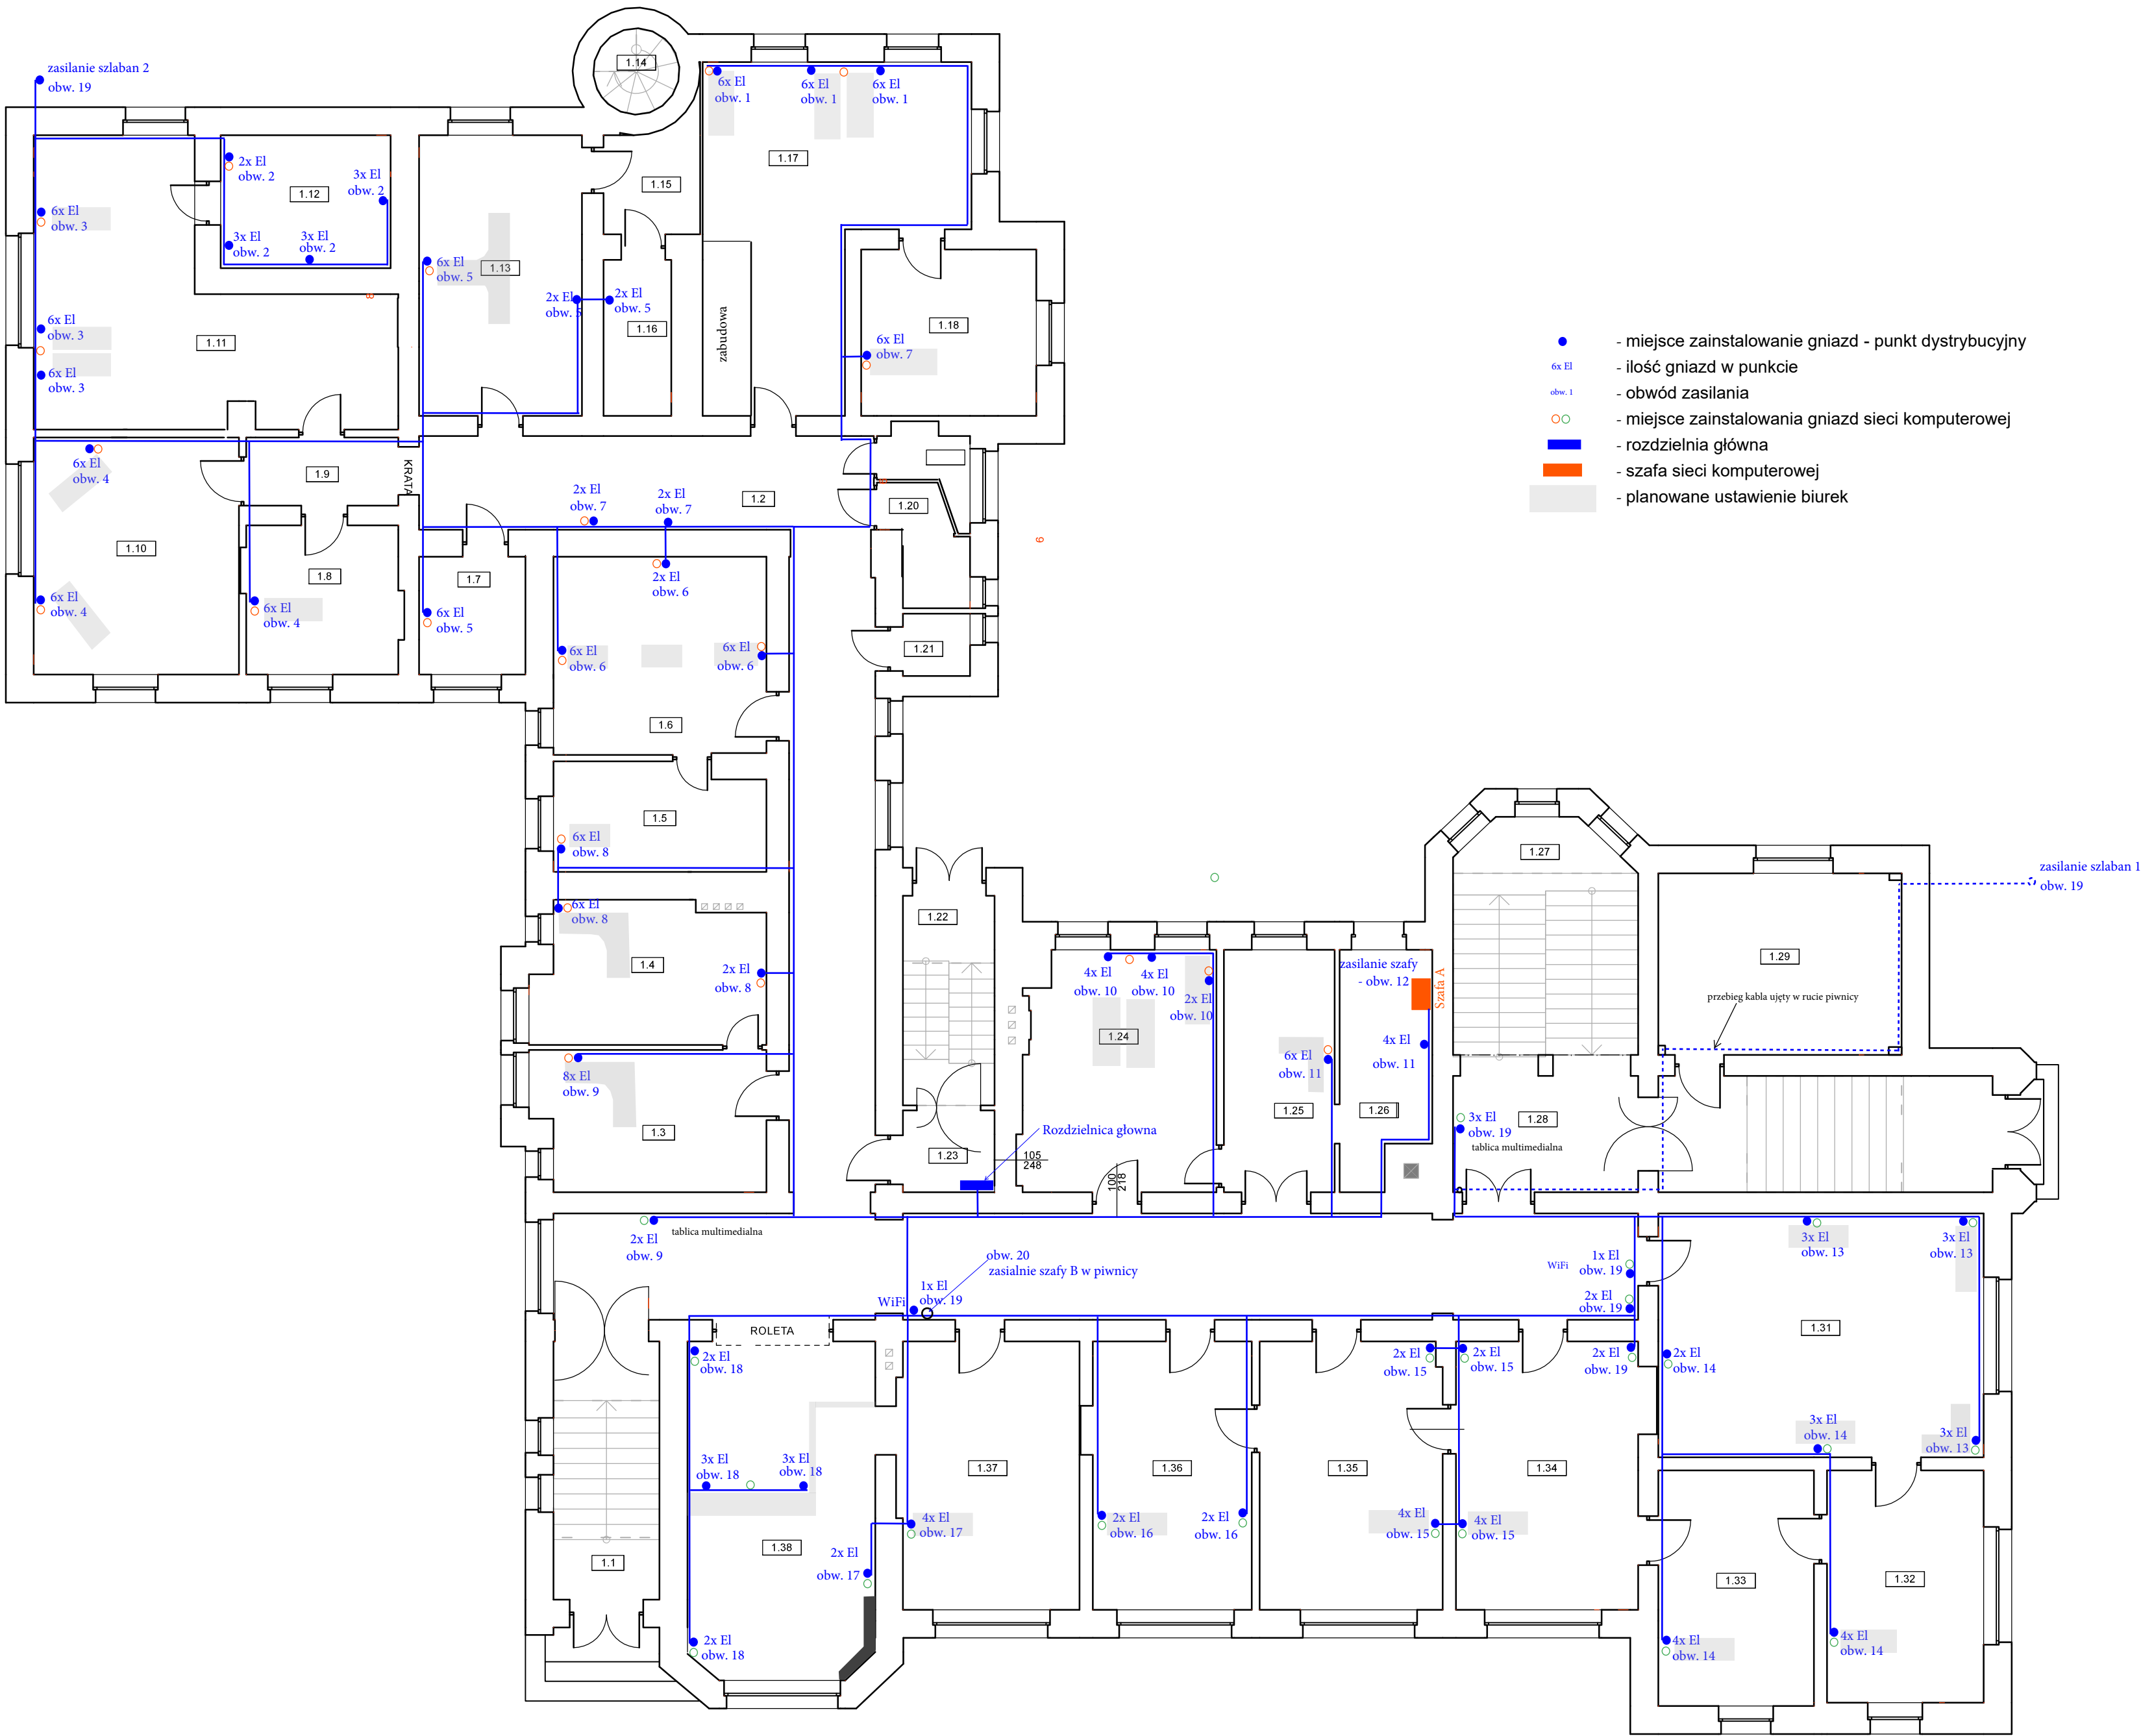 zasilanie szlaban 2
obw. 19
1.14
6x El
obw. 1
6x El
obw. 1
6x El
obw. 1
1.17
2x El
obw. 2
3x El
obw. 2
1.12
3x El
obw. 2
3x El
obw. 2
6x El
obw. 3
1.15
6x El
obw. 5
1.13
2x El
obw. 5
2x El
obw. 5
1.16
zabudowa
6x El
obw. 7
1.18
8
6x El
obw. 3
1.11
6x El
obw. 3
- miejsce zainstalowanie gniazd - punkt dystrybucyjny
6x El
- ilość gniazd w punkcie
obw. 1
- obwód zasilania
- miejsce zainstalowania gniazd sieci komputerowej
- rozdzielnia główna
- szafa sieci komputerowej
- planowane ustawienie biurek
6x El
obw. 4
1.9
KRATA
2x El
obw. 7
2x El
obw. 7
1.2
1.20
9
1.10
1.8
1.7
6x El
obw. 4
6x El
obw. 4
6x El
obw. 5
2x El
obw. 6
6x El
obw. 6
6x El
obw. 6
1.21
1.6
1.5
6x El
obw. 8
6x El
obw. 8
1.4
2x El
obw. 8
8x El
obw. 9
1.3
1.22
1.27
zasilanie szlaban 1
obw. 19
4x El
obw. 10
4x El
obw. 10
2x El
obw. 10
1.24
zasilanie szafy
- obw. 12
Szafa A
1.29
przebieg kabla ujęty w rucie piwnicy
6x El
obw. 11
4x El
obw. 11
1.25
1.26
3x El
obw. 19
1.28
tablica multimedialna
Rozdzielnica głowna
1.23
105
248
100
218
2x El
obw. 9
tablica multimedialna
obw. 20
zasialnie szafy B w piwnicy
WiFi
1x El
obw. 19
WiFi
1x El
obw. 19
2x El
obw. 19
3x El
obw. 13
3x El
obw. 13
1.31
ROLETA
2x El
obw. 18
2x El
obw. 15
2x El
obw. 15
2x El
obw. 19
2x El
obw. 14
3x El
obw. 14
3x El
obw. 13
3x El
obw. 18
3x El
obw. 18
1.37
1.36
1.35
1.34
4x El
obw. 17
2x El
obw. 16
2x El
obw. 16
4x El
obw. 15
4x El
obw. 15
1.38
2x El
obw. 17
1.1
1.33
1.32
2x El
obw. 18
4x El
obw. 14
4x El
obw. 14